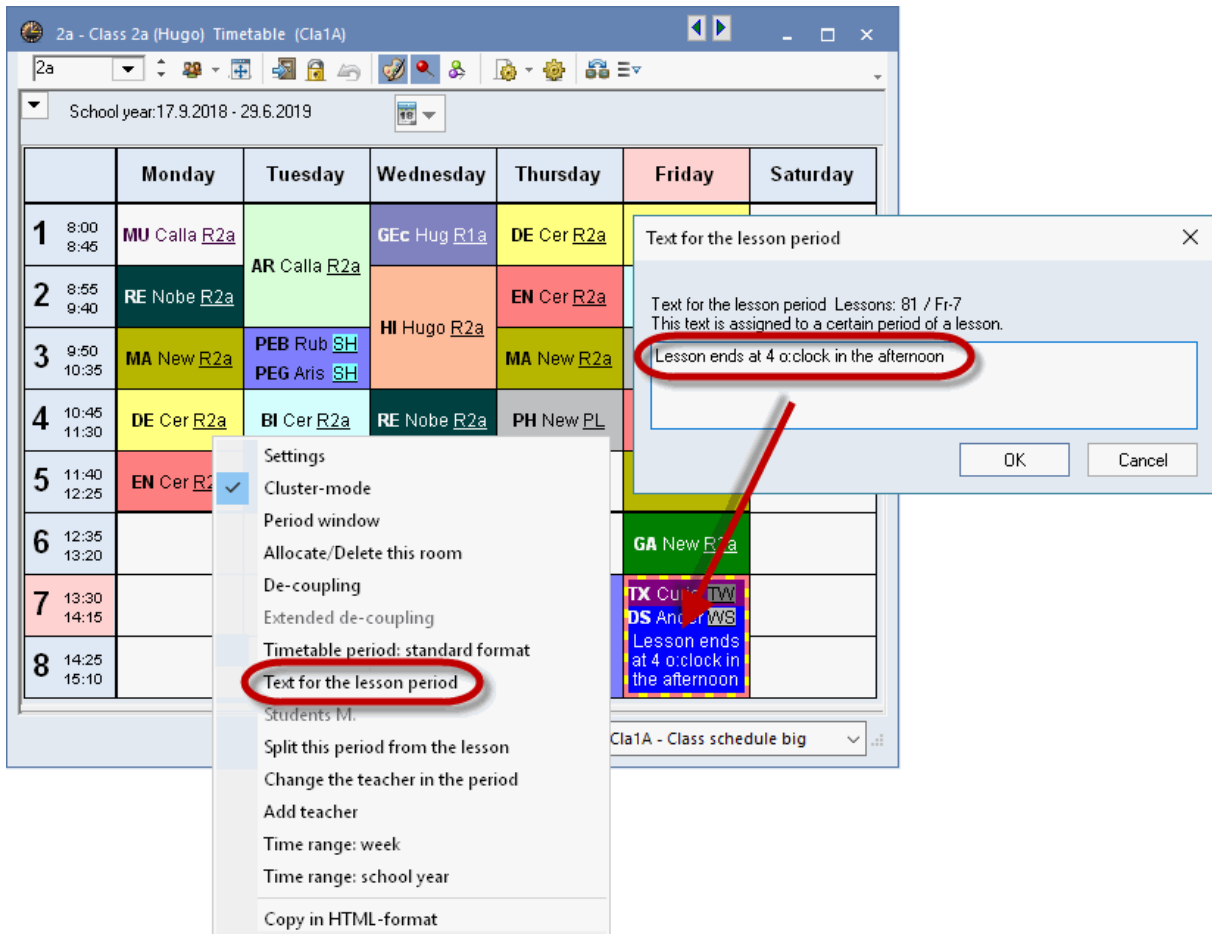 2a - Class 2a (Hugo) Timetable (Cla1A)
2a
School year:17.9.2018 - 29.6.2019
18
Monday Tuesday Wednesday Thursday Friday Saturday
1 8:00 8:45 MU Calla R2a GEc Hug R1a DE Cer R2a
AR Calla R2a
2 8:55 9:40 RE Nobe R2a EN Cer R2a
HI Hugo R2a
3 9:50 10:35 MA New R2a PEB Rub SH MA New R2a
PEG Aris SH
4 10:45 11:30 DE Cer R2a BI Cer R2a RE Nobe R2a PH New PL
5 11:40 12:25 EN Cer R2
6 12:35 13:20 GA New R2a
7 13:30 14:15 TX TW
DS Ander WS
8 14:25 15:10 Lesson ends
at 4 o:clock in
the afternoon
Text for the lesson period
Text for the lesson period Lessons: 81 / Fr-7
This text is assigned to a certain period of a lesson.
Lesson ends at 4 o:clock in the afternoon
OK Cancel
Settings
Cluster-mode
Period window
Allocate/Delete this room
De-coupling
Extended de-coupling
Timetable period: standard format
Text for the lesson period
Students M.
Split this period from the lesson
Change the teacher in the period
Add teacher
Time range: week
Time range: school year
Copy in HTML-format
Cla1A - Class schedule big